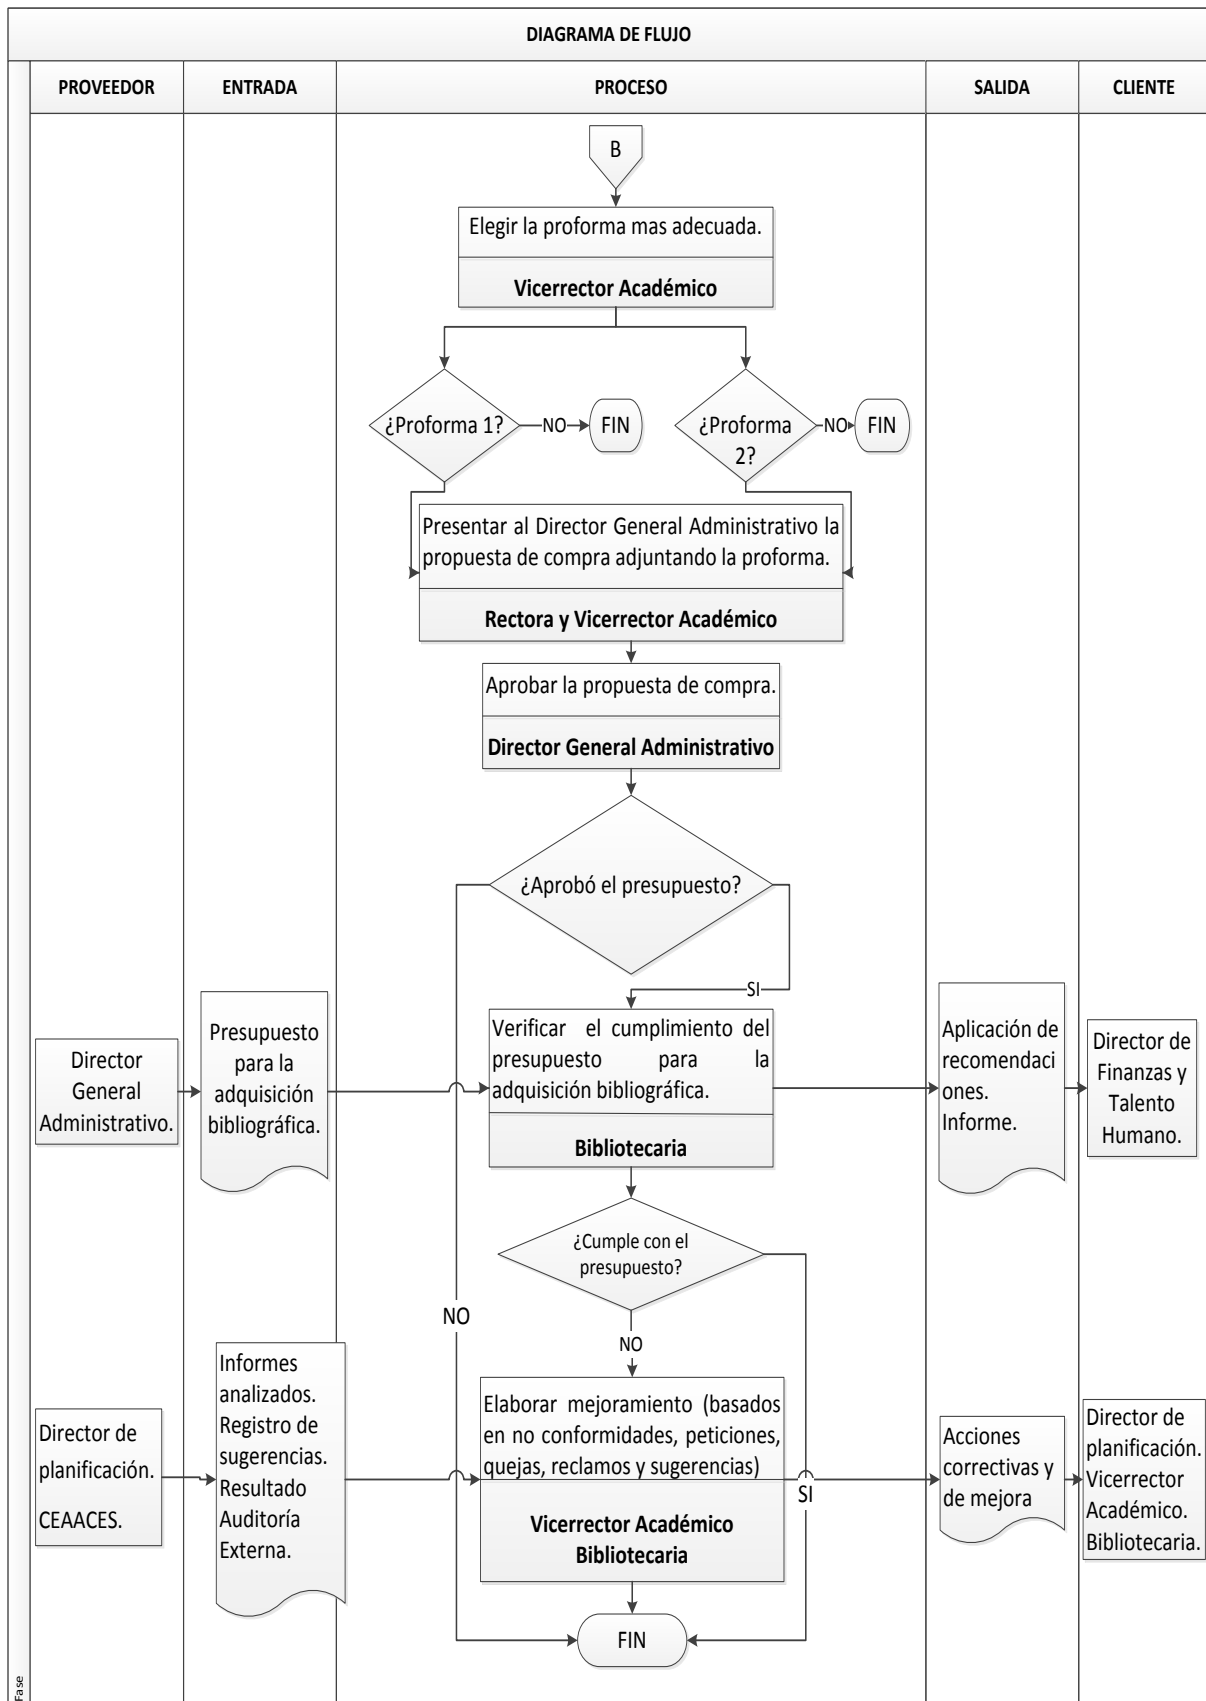 DIAGRAMA DE FLUJO
PROVEEDOR
ENTRADA
PROCESO
SALIDA
CLIENTE
B
Elegir la proforma mas adecuada.
Vicerrector Académico
¿Proforma 1?
NO
FIN
¿Proforma
2?
NO
FIN
Presentar al Director General Administrativo la
propuesta de compra adjuntando la proforma.
Rectora y Vicerrector Académico
Aprobar la propuesta de compra.
Director General Administrativo
¿Aprobó el presupuesto?
SI
Director
General
Administrativo.
Presupuesto
para la
adquisición
bibliográfica.
Verificar el cumplimiento del
presupuesto para la
adquisición bibliográfica.
Bibliotecaria
Aplicación de
recomendaci
ones.
Informe.
Director de
Finanzas y
Talento
Humano.
¿Cumple con el
presupuesto?
NO
NO
Director de
planificación.
CEAACES.
Informes
analizados.
Registro de
sugerencias.
Resultado
Auditoría
Externa.
Elaborar mejoramiento (basados
en no conformidades, peticiones,
quejas, reclamos y sugerencias)
Vicerrector Académico
Bibliotecaria
SI
Acciones
correctivas y
de mejora
Director de
planificación.
Vicerrector
Académico.
Bibliotecaria.
FIN
Fase